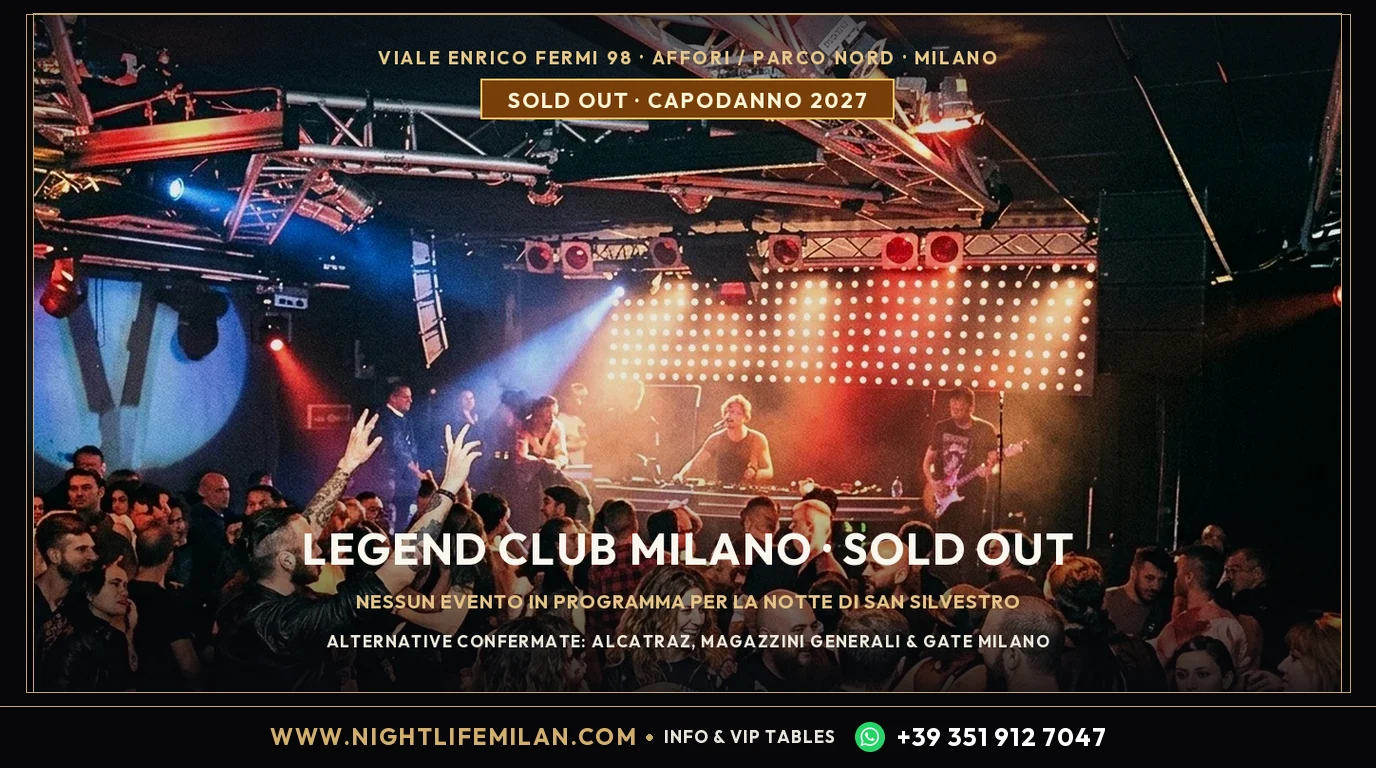 VIALE ENRICO FERMI 98 · AFFORI / PARCO NORD · MILANO
SOLD OUT · CAPODANNO 2027
LEGEND CLUB MILANO · SOLD OUT
NESSUN EVENTO IN PROGRAMMA PER LA NOTTE DI SAN SILVESTRO
ALTERNATIVE CONFERMATE: ALCATRAZ, MAGAZZINI GENERALI & GATE MILANO
WWW.NIGHTLIFEMILAN.COM • INFO & VIP TABLES +39 351 912 7047